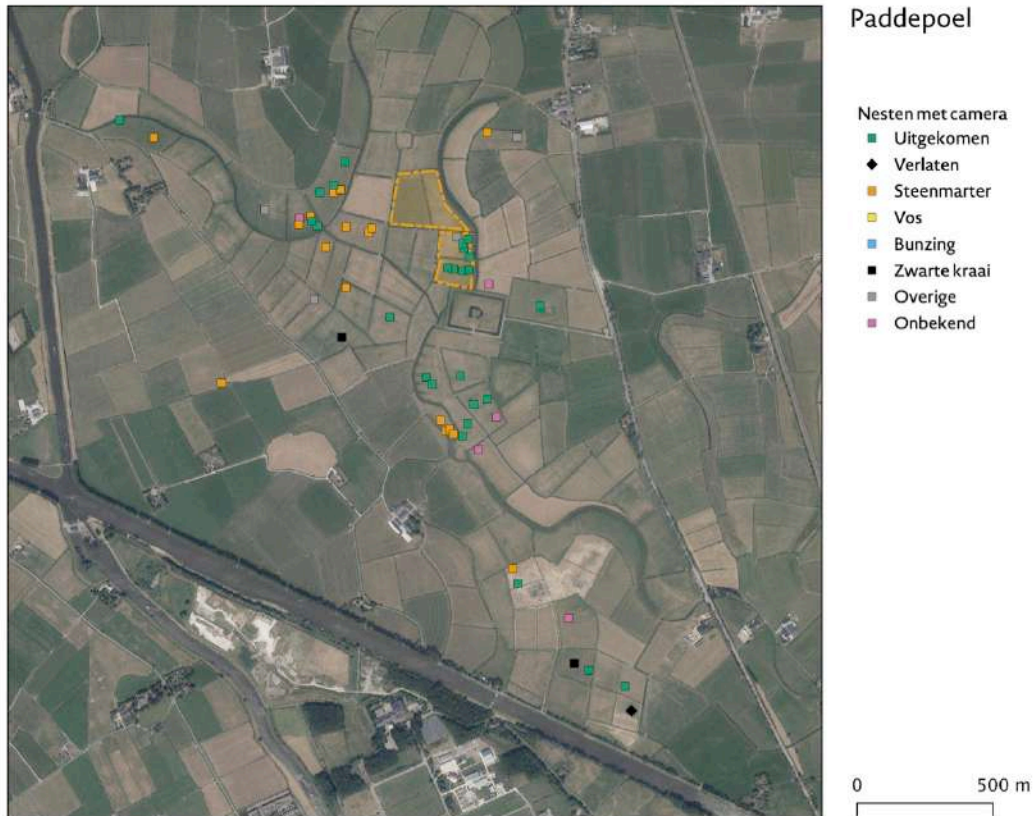 Paddepoel
Nesten met camera
Uitgekomen
Verlaten
Steenmarter
Vos
Bunzing
Zwarte kraai
Overige
Onbekend
0 500 m